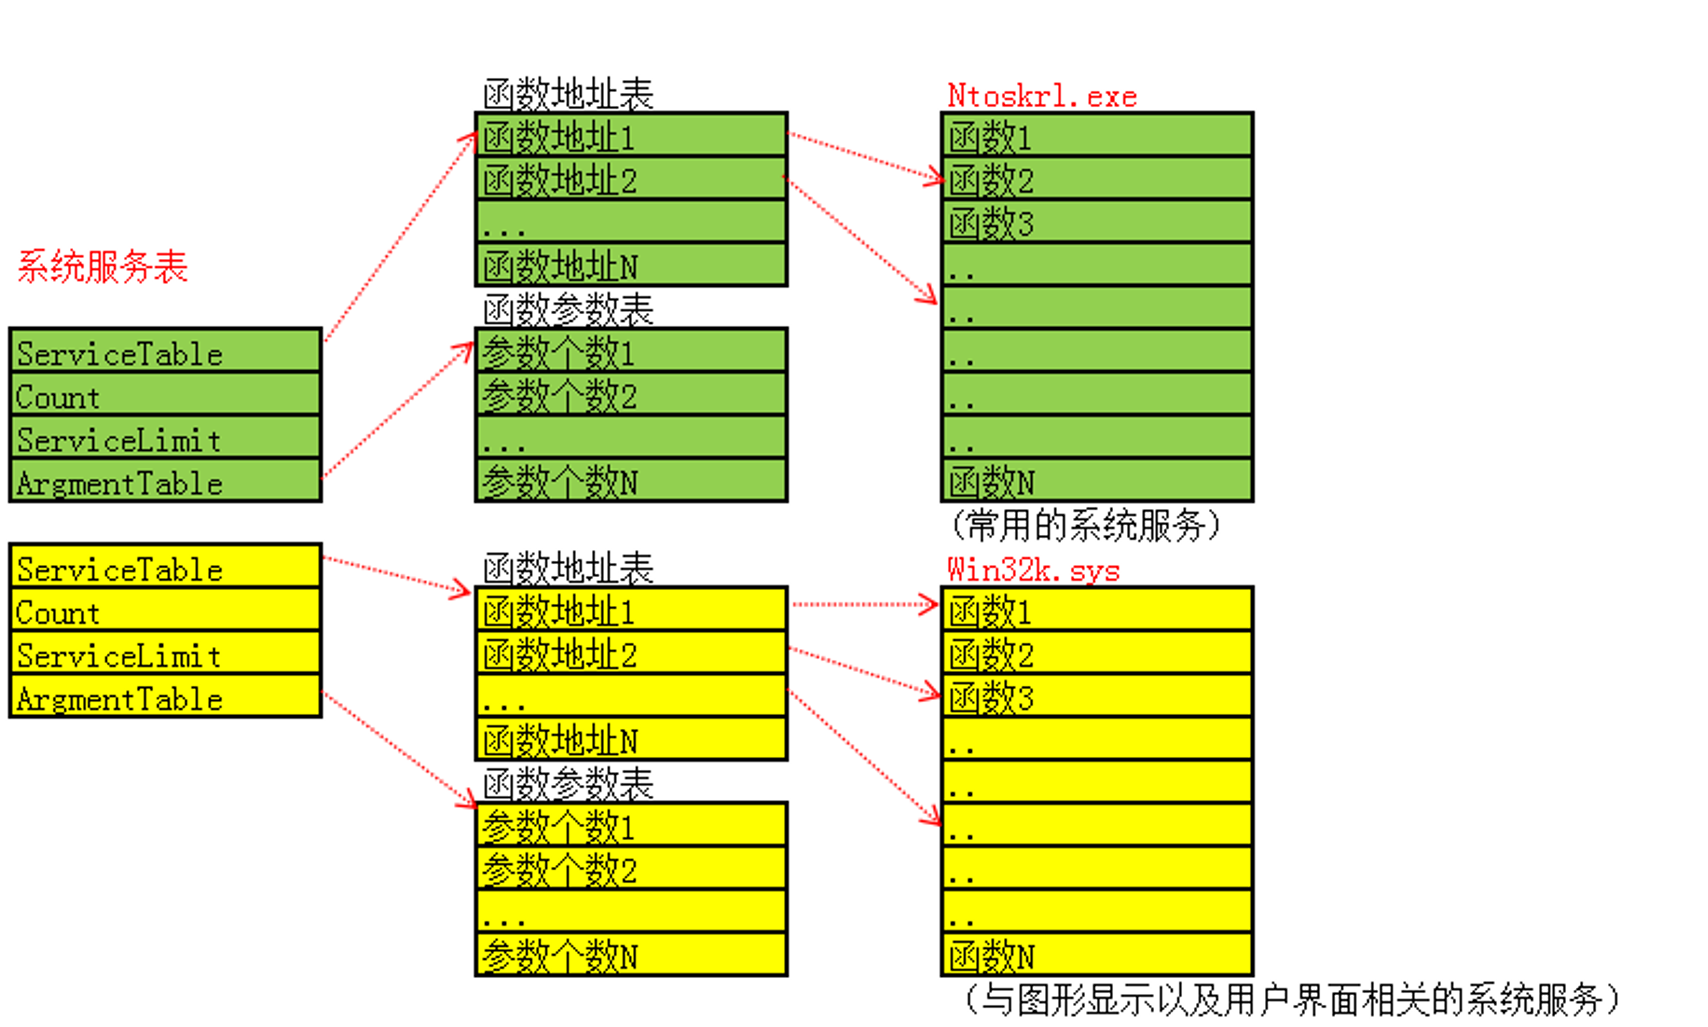 系统服务表
ServiceTable
Count
ServiceLimit
ArgmentTable
函数地址表
函数地址1
函数地址2
...
函数地址N
函数参数表
参数个数1
参数个数2
...
参数个数N
Ntoskrl.exe
函数1
函数2
函数3
..
..
..
..
..
函数N
(常用的系统服务)
ServiceTable
Count
ServiceLimit
ArgmentTable
函数地址表
函数地址1
函数地址2
...
函数地址N
函数参数表
参数个数1
参数个数2
...
参数个数N
Win32k.sys
函数1
函数2
函数3
..
..
..
..
..
函数N
(与图形显示以及用户界面相关的系统服务)